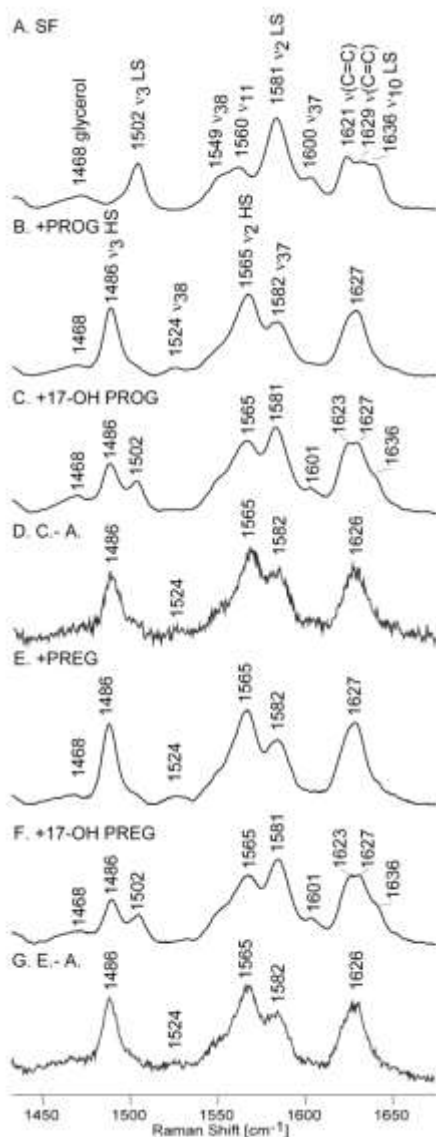 A. SF
1468 glycerol
1502 ν3 LS
1549 ν38
1560 ν11
1581 ν2 LS
1600 ν37
1621 ν(C=C)
1629 ν(C=C)
1636 ν10 LS
B. +PROG
1468
1486 ν3 HS
1524 ν38
1565 ν2 HS
1582 ν37
1627
C. +17-OH PROG
1468
1486
1502
1565
1581
1601
1623
1627
1636
D. C.- A.
1486
1524
1565
1582
1626
E. +PREG
1468
1486
1524
1565
1582
1627
F. +17-OH PREG
1468
1486
1502
1565
1581
1601
1623
1627
1636
G. E.- A.
1486
1524
1565
1582
1626
1450 1500 1550 1600 1650
Raman Shift [cm-1]